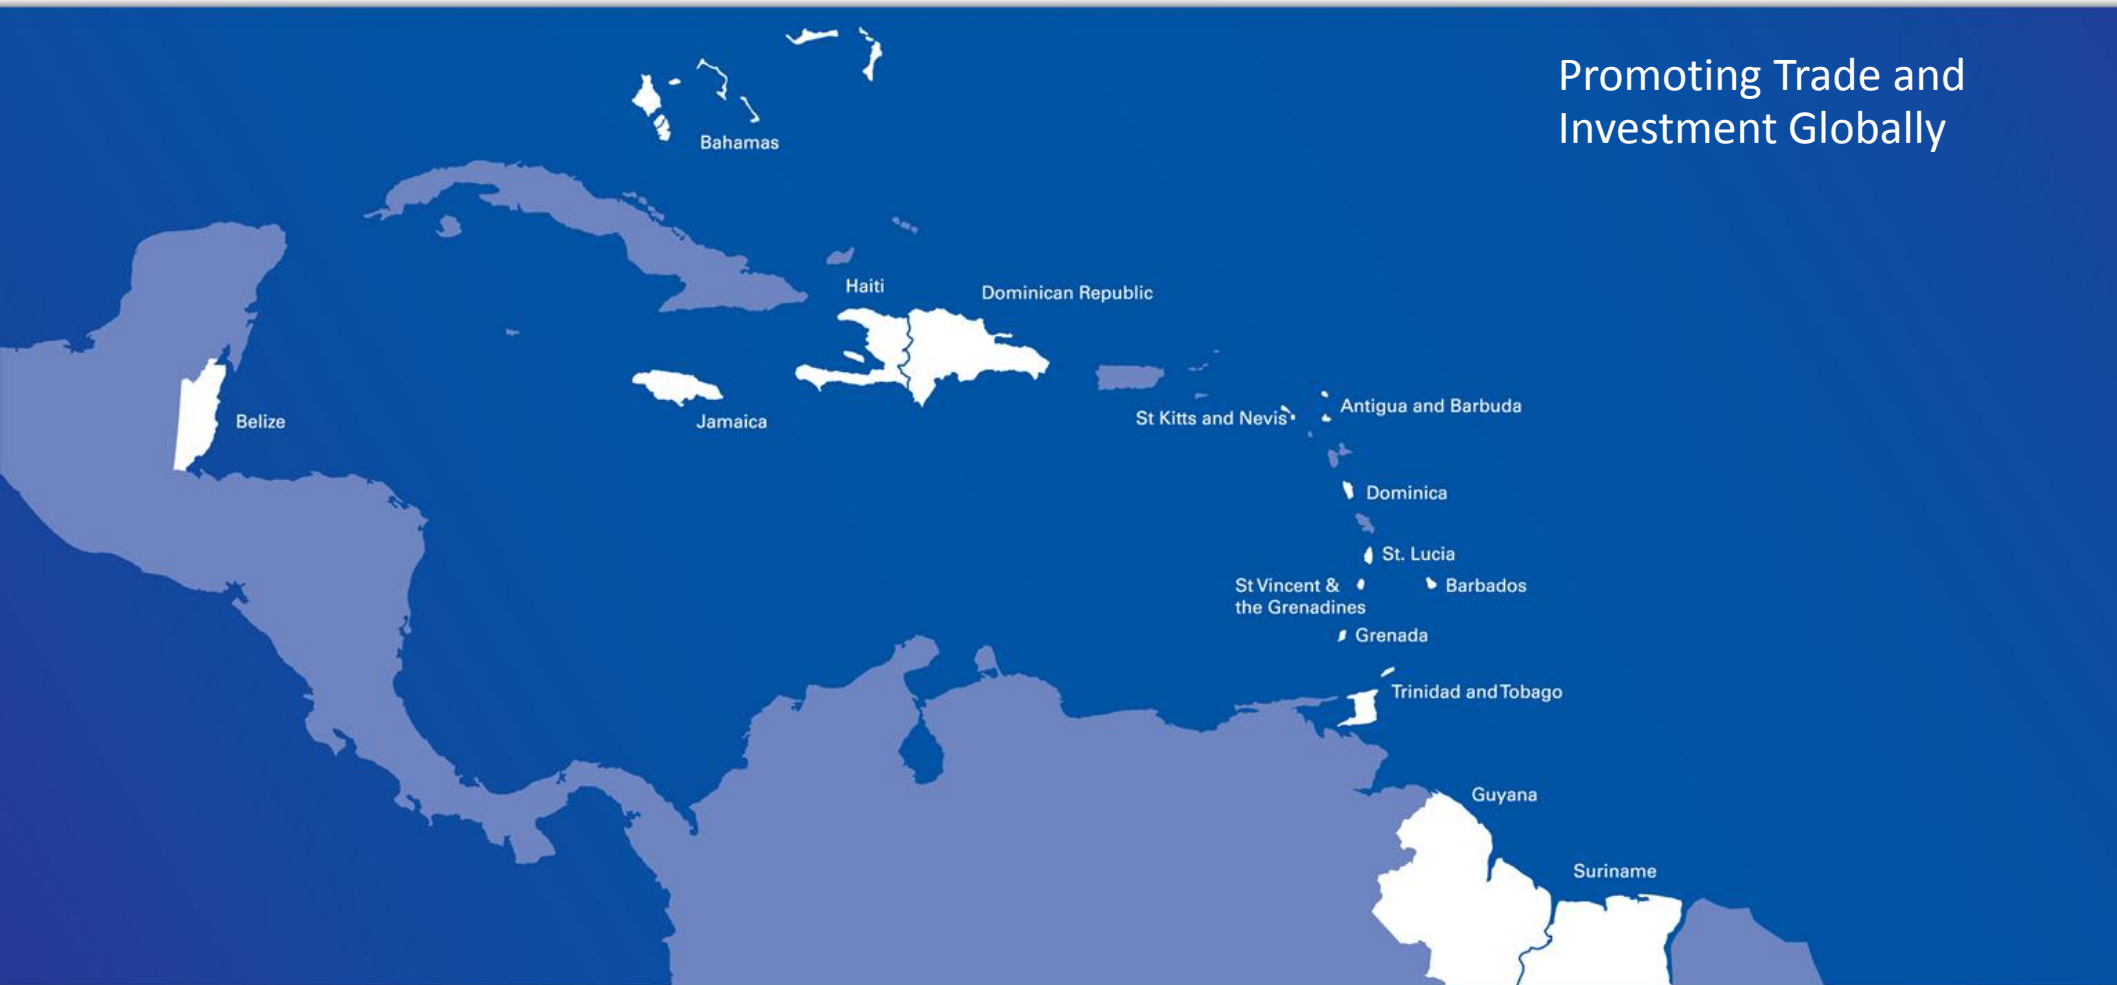 Promoting Trade and
Investment Globally
Bahamas
Haiti
Dominican Republic
Belize
Jamaica
St Kitts and Nevis
Antigua and Barbuda
Dominica
St. Lucia
St Vincent &
the Grenadines
Barbados
Grenada
Trinidad and Tobago
Guyana
Suriname